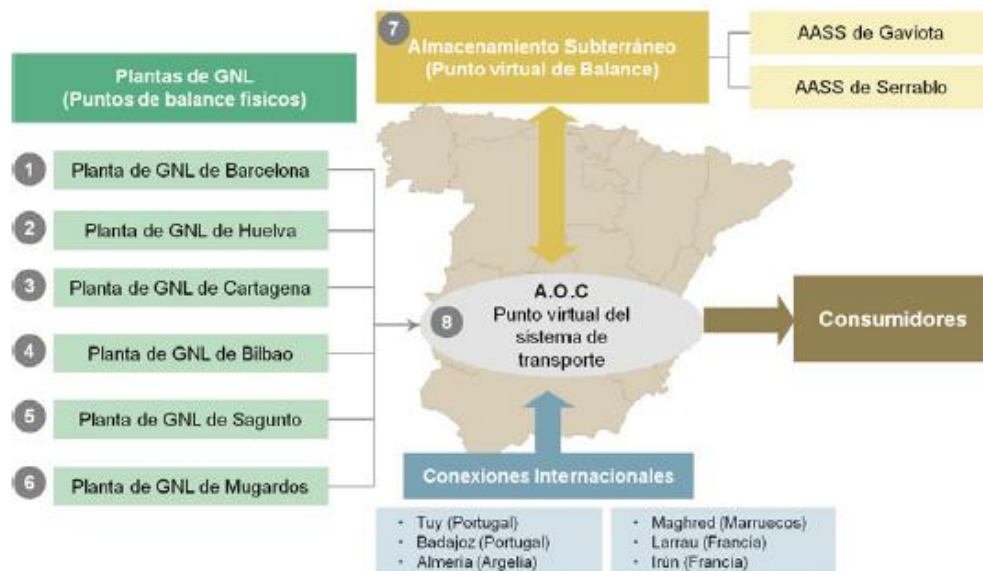 7
Almacenamiento Subterráneo
(Punto virtual de Balance)
AASS de Gaviota
AASS de Serrablo
Plantas de GNL
(Puntos de balance físicos)
1
Planta de GNL de Barcelona
2
Planta de GNL de Huelva
3
Planta de GNL de Cartagena
4
Planta de GNL de Bilbao
5
Planta de GNL de Sagunto
6
Planta de GNL de Mugardos
8
A.O.C
Punto virtual del
sistema de
transporte
Consumidores
Conexiones Internacionales
• Tuy (Portugal)
• Badajoz (Portugal)
• Almería (Argelia)
• Maghred (Marruecos)
• Larrau (Francia)
• Irún (Francia)